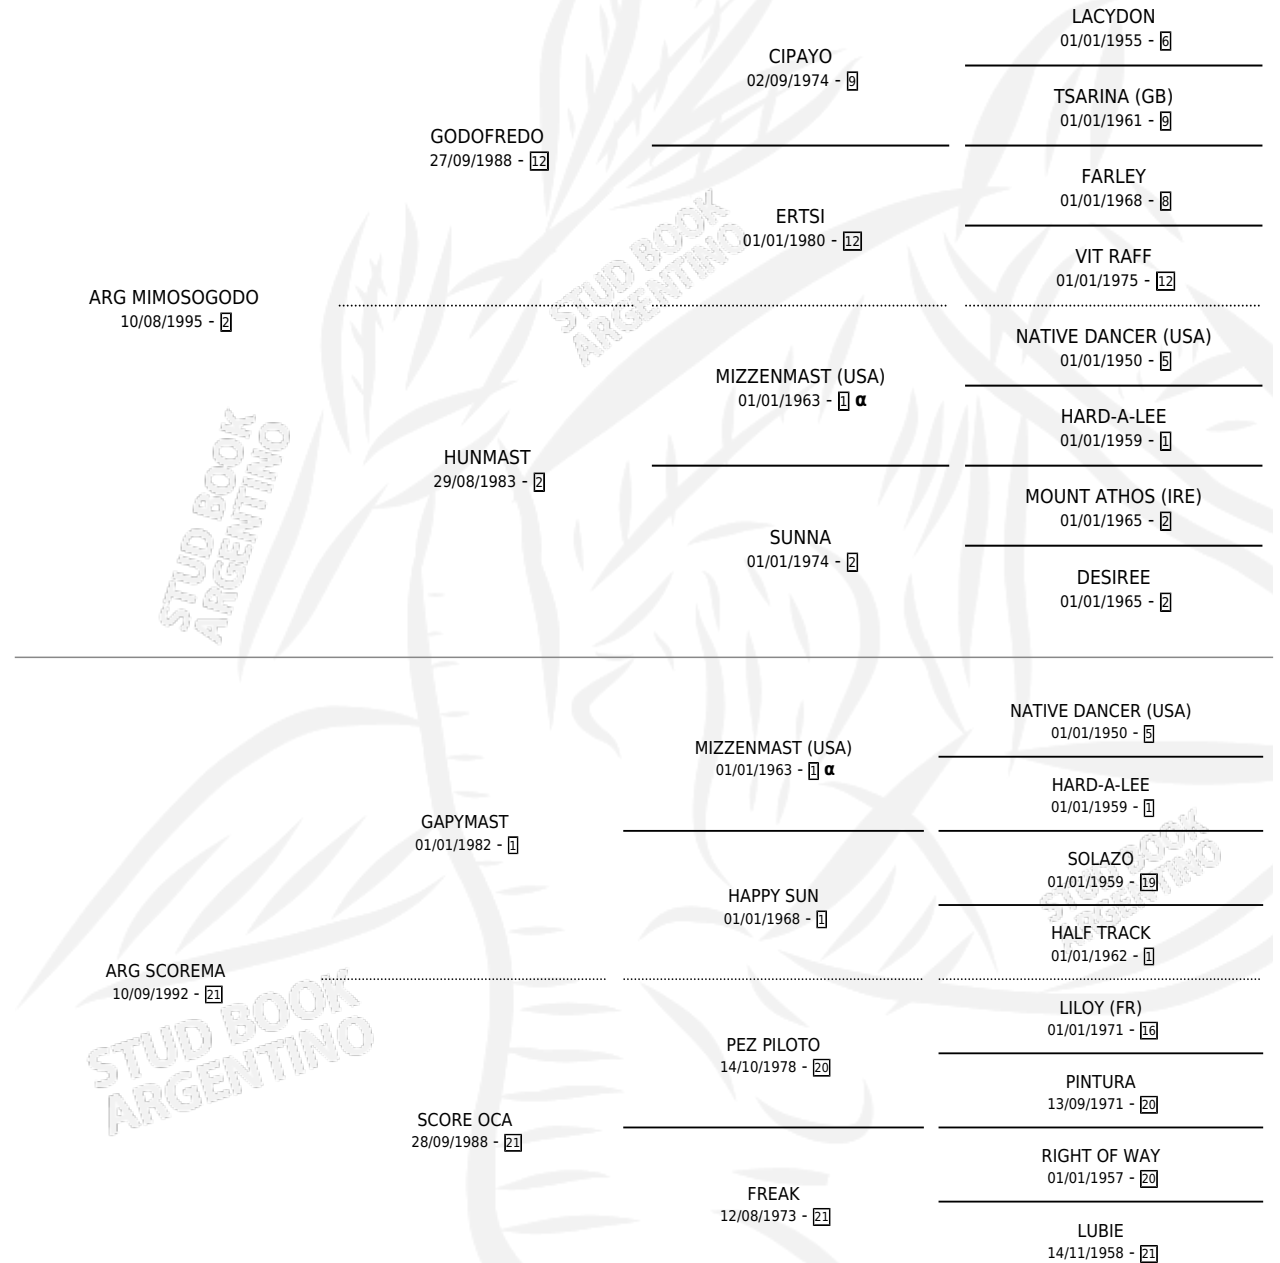 LACYDON
01/01/1955 - 6
CIPAYO
02/09/1974 - 9
TSARINA (GB)
01/01/1961 - 9
GODOFREDO
27/09/1988 - 12
FARLEY
01/01/1968 - 8
ERTSI
01/01/1980 - 12
VIT RAFF
01/01/1975 - 12
ARG MIMOSOGODO
10/08/1995 - 2
NATIVE DANCER (USA)
01/01/1950 - 5
MIZZENMAST (USA)
01/01/1963 - 1 α
HARD-A-LEE
01/01/1959 - 1
HUNMAST
29/08/1983 - 2
MOUNT ATHOS (IRE)
01/01/1965 - 2
SUNNA
01/01/1974 - 2
DESIREE
01/01/1965 - 2
STUD BOOK
ARGENTINO
STUD BOOK
ARGENTINO
NATIVE DANCER (USA)
01/01/1950 - 5
MIZZENMAST (USA)
01/01/1963 - 1 α
HARD-A-LEE
01/01/1959 - 1
GAPYMAST
01/01/1982 - 1
SOLAZO
01/01/1959 - 19
HAPPY SUN
01/01/1968 - 1
HALF TRACK
01/01/1962 - 1
ARG SCOREMA
10/09/1992 - 21
LILOY (FR)
01/01/1971 - 16
PEZ PILOTO
14/10/1978 - 20
PINTURA
13/09/1971 - 20
SCORE OCA
28/09/1988 - 21
RIGHT OF WAY
01/01/1957 - 20
FREAK
12/08/1973 - 21
LUBIE
14/11/1958 - 21
STUD BOOK
ARGENTINO
STUD BOOK
ARGENTINO